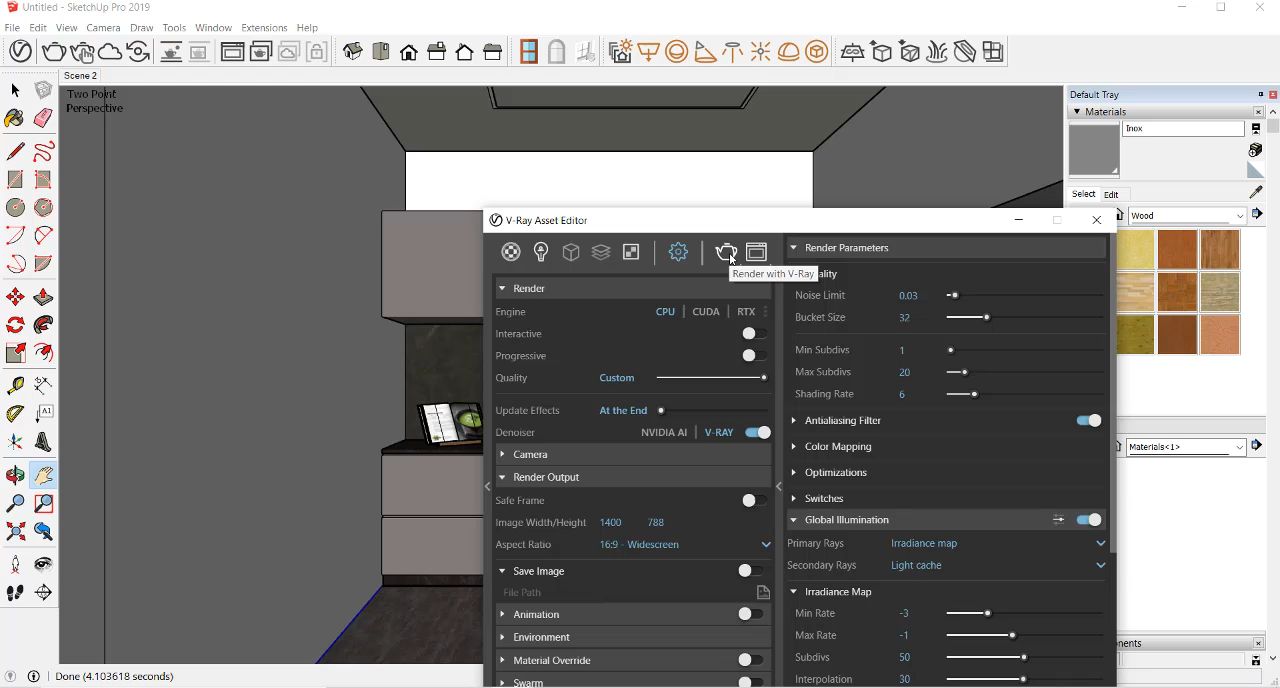 Untitled - SketchUp Pro 2019
File Edit View Camera Draw Tools Window Extensions Help
Scene 2
Two Point
Perspective
Default Tray
Materials
Inox
Select Edit
Wood
Materials<1>
V-Ray Asset Editor
Render with V-Ray
Render
Engine CPU CUDA RTX
Interactive
Progressive
Quality Custom
Update Effects At the End
Denoiser NVIDIA AI V-RAY
Camera
Render Output
Safe Frame
Image Width/Height 1400 788
Aspect Ratio 16:9 - Widescreen
Save Image
File Path
Animation
Environment
Material Override
Swarm
Render Parameters
Noise Limit 0.03
Bucket Size 32
Min Subdivs 1
Max Subdivs 20
Shading Rate 6
Antialiasing Filter
Color Mapping
Optimizations
Switches
Global Illumination
Primary Rays Irradiance map
Secondary Rays Light cache
Irradiance Map
Min Rate -3
Max Rate -1
Subdivs 50
Interpolation 30
Done (4.103618 seconds)